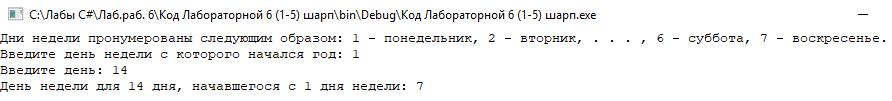 C:\Лабы C#\Лаб.раб. 6\Код Лабораторной 6 (1-5) шарп\bin\Debug\Код Лабораторной 6 (1-5) шарп.exe
Дни недели пронумерованы следующим образом: 1 - понедельник, 2 - вторник, . . . , 6 - суббота, 7 - воскресенье.
Введите день недели с которого начался год: 1
Введите день: 14
День недели для 14 дня, начавшегося с 1 дня недели: 7